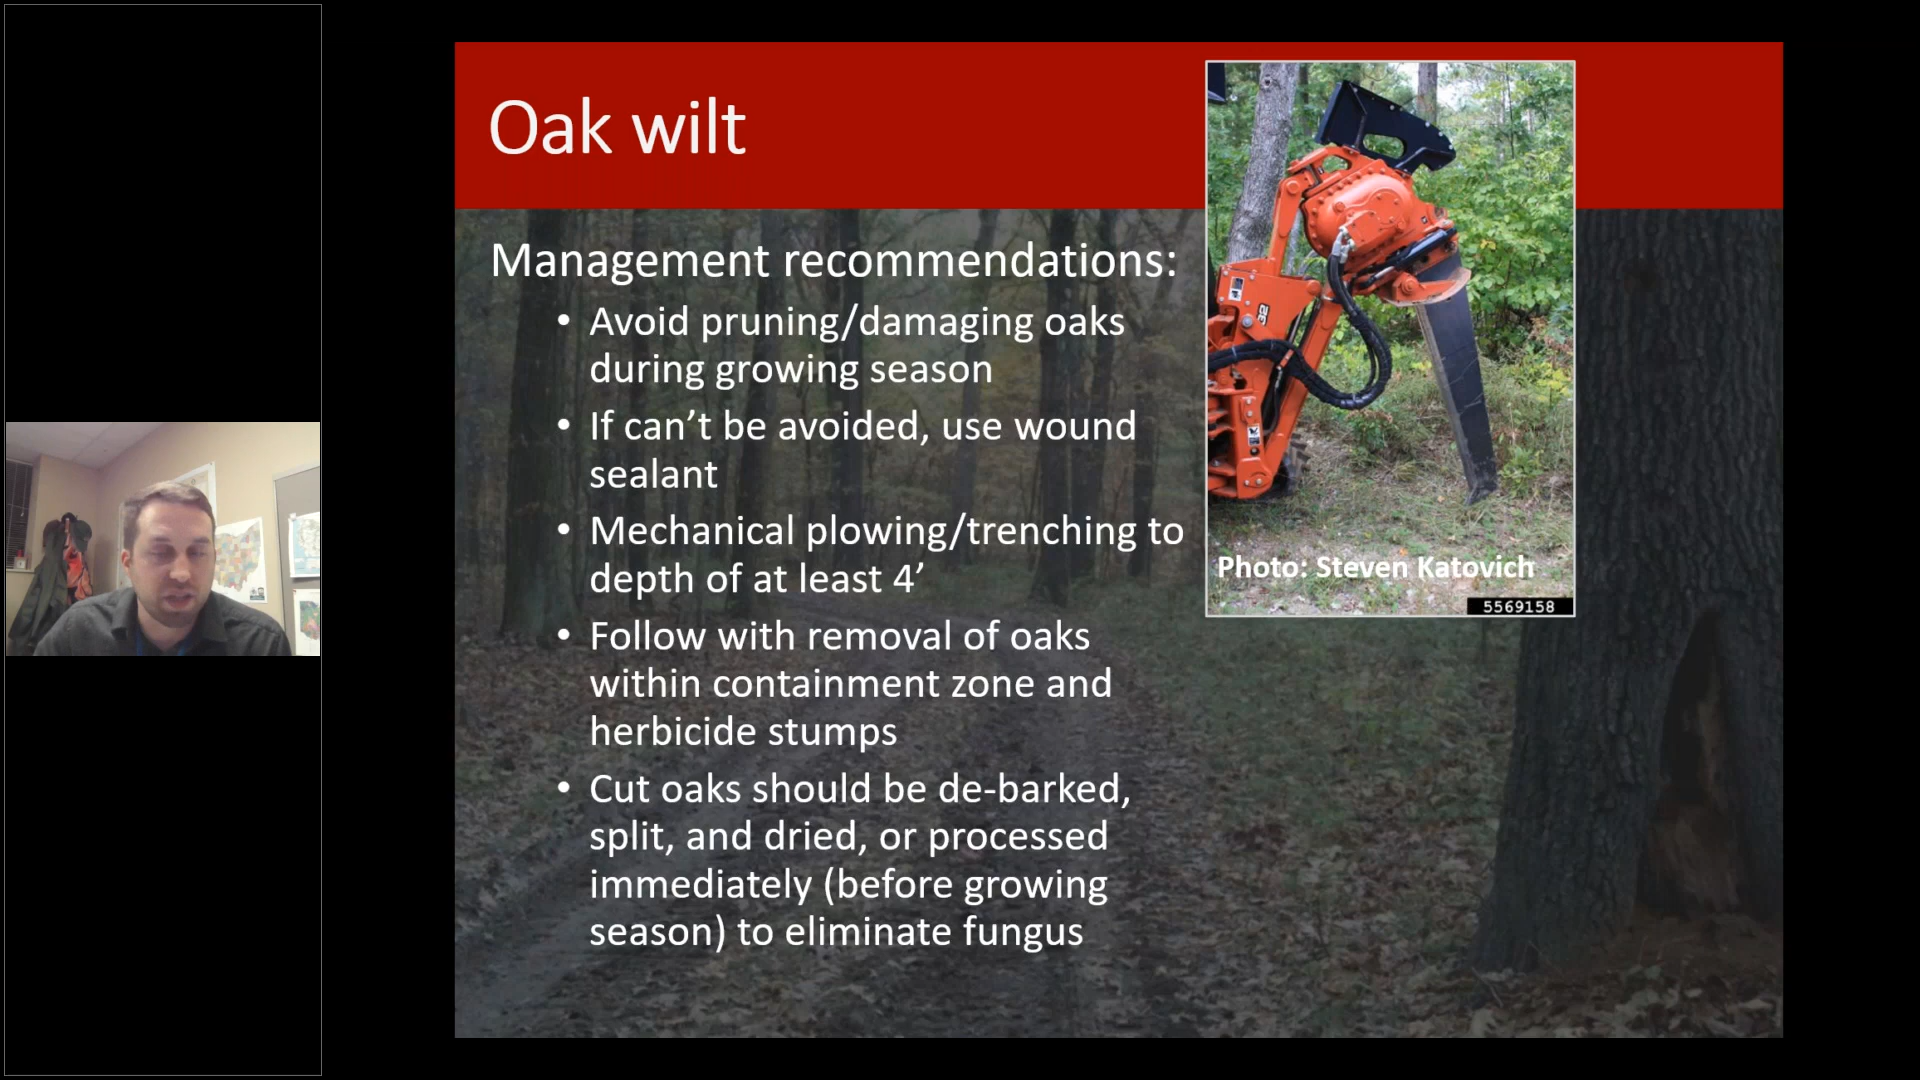 Oak wilt
Management recommendations:
• Avoid pruning/damaging oaks
during growing season
• If can’t be avoided, use wound
sealant
• Mechanical plowing/trenching to
depth of at least 4’
• Follow with removal of oaks
within containment zone and
herbicide stumps
• Cut oaks should be de-barked,
split, and dried, or processed
immediately (before growing
season) to eliminate fungus
Photo: Steven Katovich
5569158